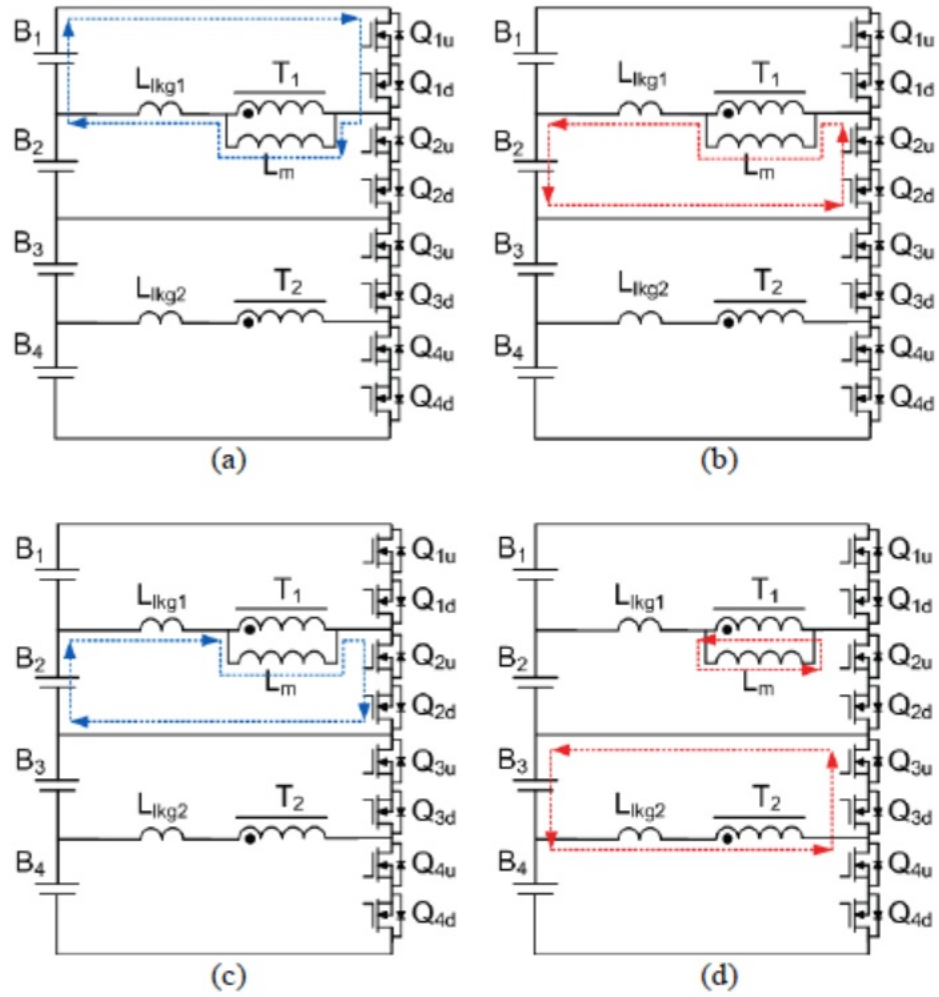 B1
Llkg1
T1
Lm
B2
B3
Llkg2
T2
B4
Q1u
Q1d
Q2u
Q2d
Q3u
Q3d
Q4u
Q4d
(a)
B1
Llkg1
T1
Lm
B2
B3
Llkg2
T2
B4
Q1u
Q1d
Q2u
Q2d
Q3u
Q3d
Q4u
Q4d
(b)
B1
Llkg1
T1
Lm
B2
B3
Llkg2
T2
B4
Q1u
Q1d
Q2u
Q2d
Q3u
Q3d
Q4u
Q4d
(c)
B1
Llkg1
T1
Lm
B2
B3
Llkg2
T2
B4
Q1u
Q1d
Q2u
Q2d
Q3u
Q3d
Q4u
Q4d
(d)